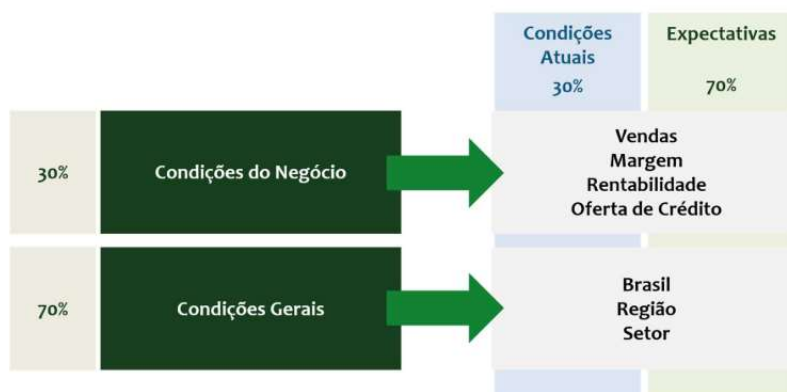 Condições
Atuais
30%
Expectativas
70%
30%
Condições do Negócio
Vendas
Margem
Rentabilidade
Oferta de Crédito
70%
Condições Gerais
Brasil
Região
Setor